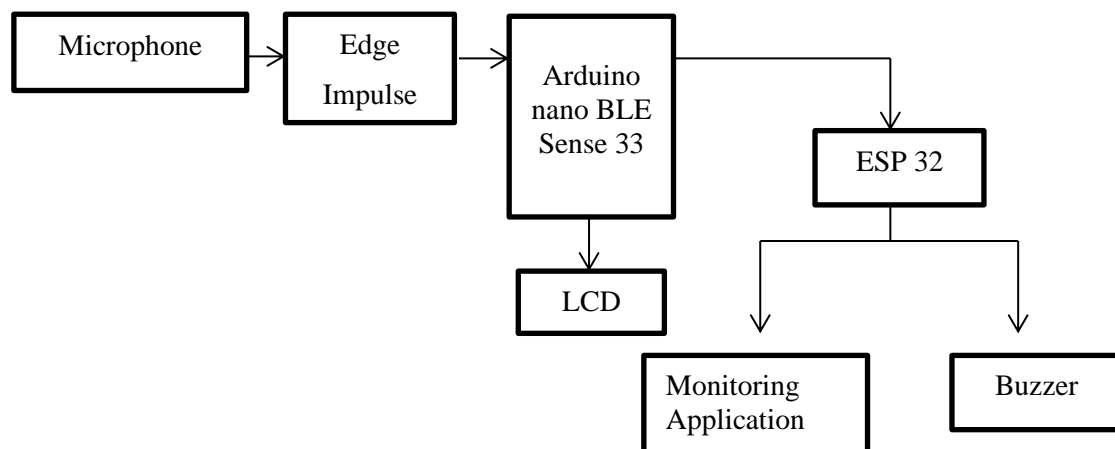 Microphone
Edge
Impulse
Arduino
nano BLE
Sense 33
ESP 32
LCD
Monitoring
Application
Buzzer